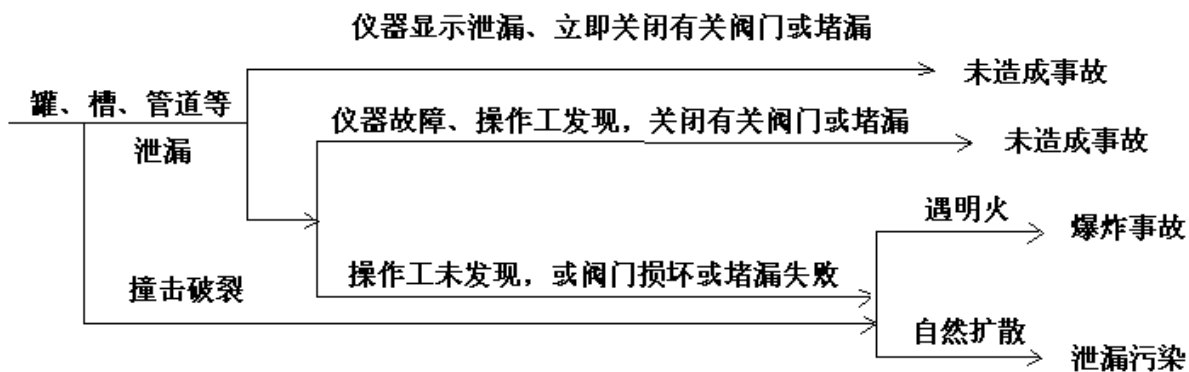 仪器显示泄漏、立即关闭有关阀门或堵漏
未造成事故
罐、槽、管道等
泄漏
仪器故障、操作工发现，关闭有关阀门或堵漏
未造成事故
遇明火
爆炸事故
操作工未发现，或阀门损坏或堵漏失败
撞击破裂
自然扩散
泄漏污染